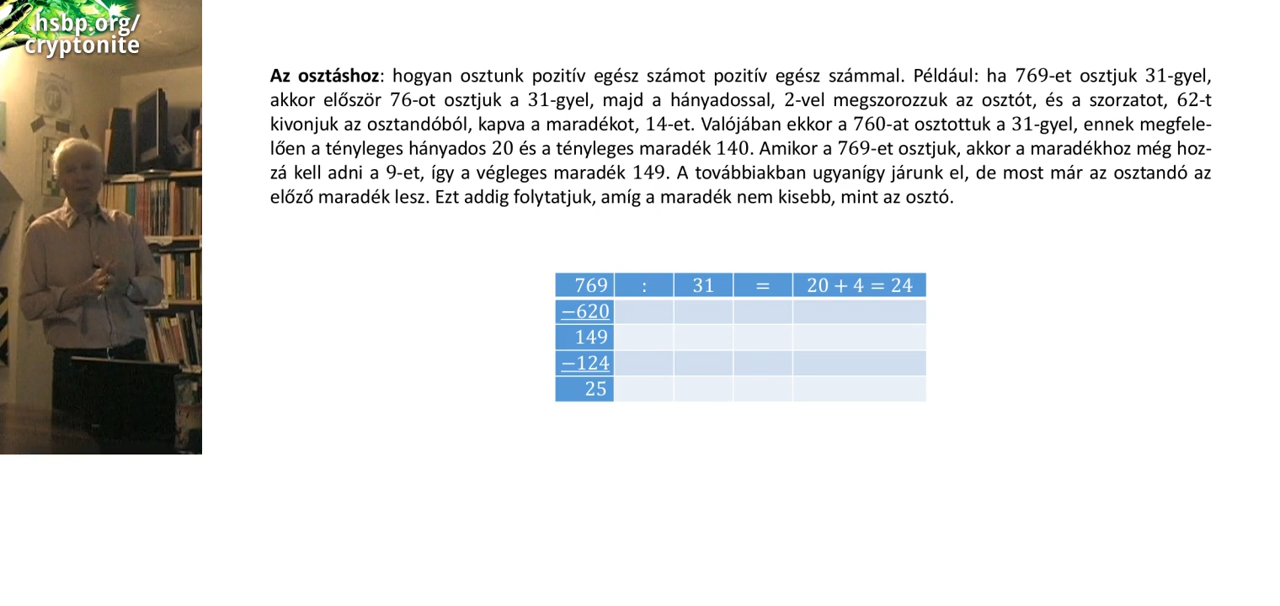 hsbp.org/
cryptonite
Az osztáshoz: hogyan osztunk pozitív egész számot pozitív egész számmal. Például: ha 769-et osztjuk 31-gyel,
akkor először 76-ot osztjuk a 31-gyel, majd a hányadossal, 2-vel megszorozzuk az osztót, és a szorzatot, 62-t
kivonjuk az osztandóból, kapva a maradékot, 14-et. Valójában ekkor a 760-at osztottuk a 31-gyel, ennek megfele-
lően a tényleges hányados 20 és a tényleges maradék 140. Amikor a 769-et osztjuk, akkor a maradékhoz még hoz-
zá kell adni a 9-et, így a végleges maradék 149. A továbbiakban ugyanígy járunk el, de most már az osztandó az
előző maradék lesz. Ezt addig folytatjuk, amíg a maradék nem kisebb, mint az osztó.
769 : 31 = 20 + 4 = 24
−620
149
−124
25